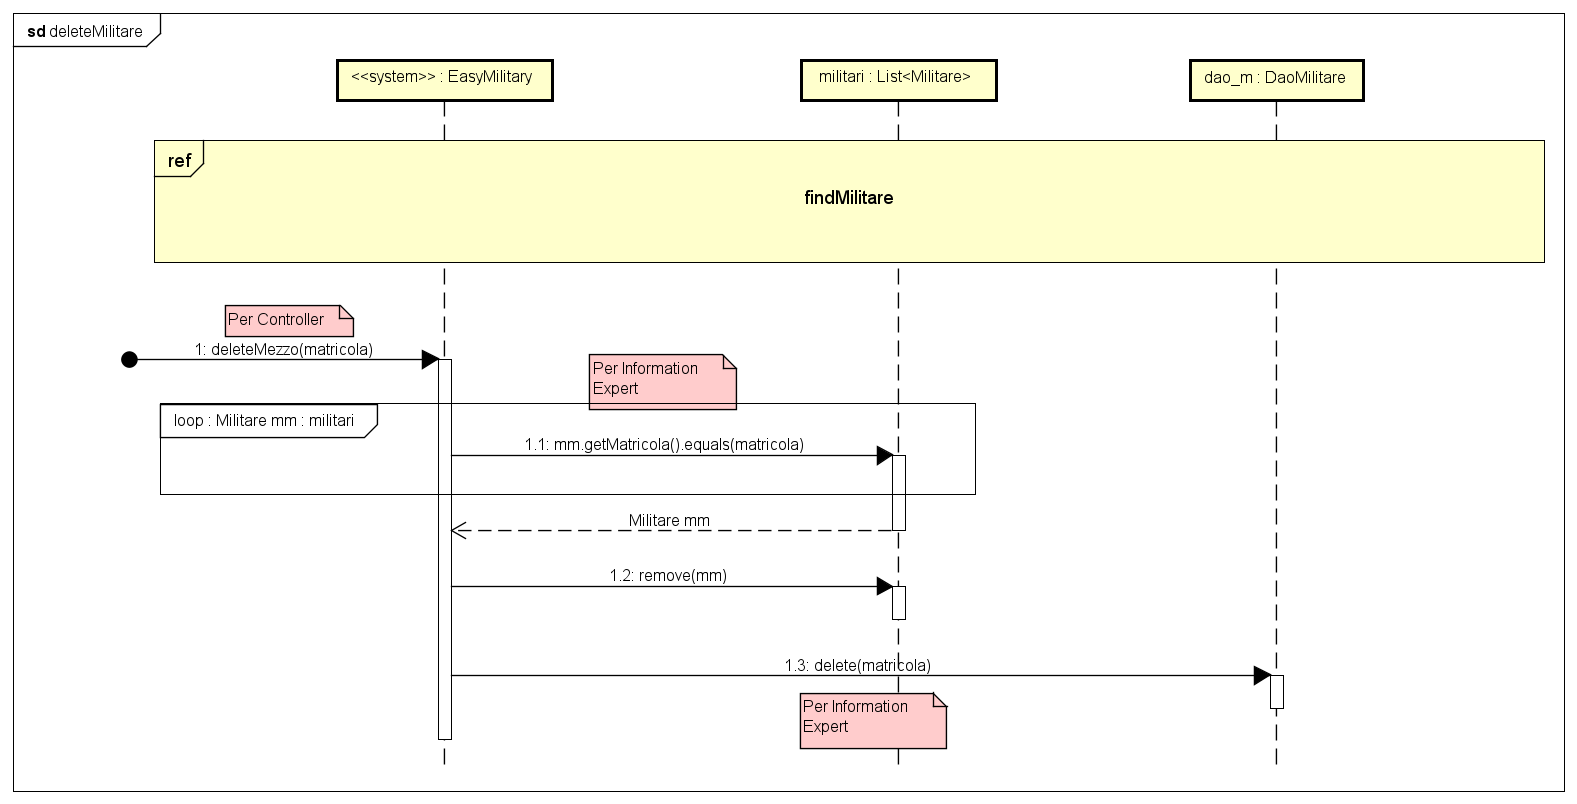 sd deleteMilitare
<<system>> : EasyMilitary
militari : List<Militare>
dao_m : DaoMilitare
ref
findMilitare
Per Controller
1: deleteMezzo(matricola)
Per Information
Expert
loop : Militare mm : militari
1.1: mm.getMatricola().equals(matricola)
Militare mm
1.2: remove(mm)
1.3: delete(matricola)
Per Information
Expert